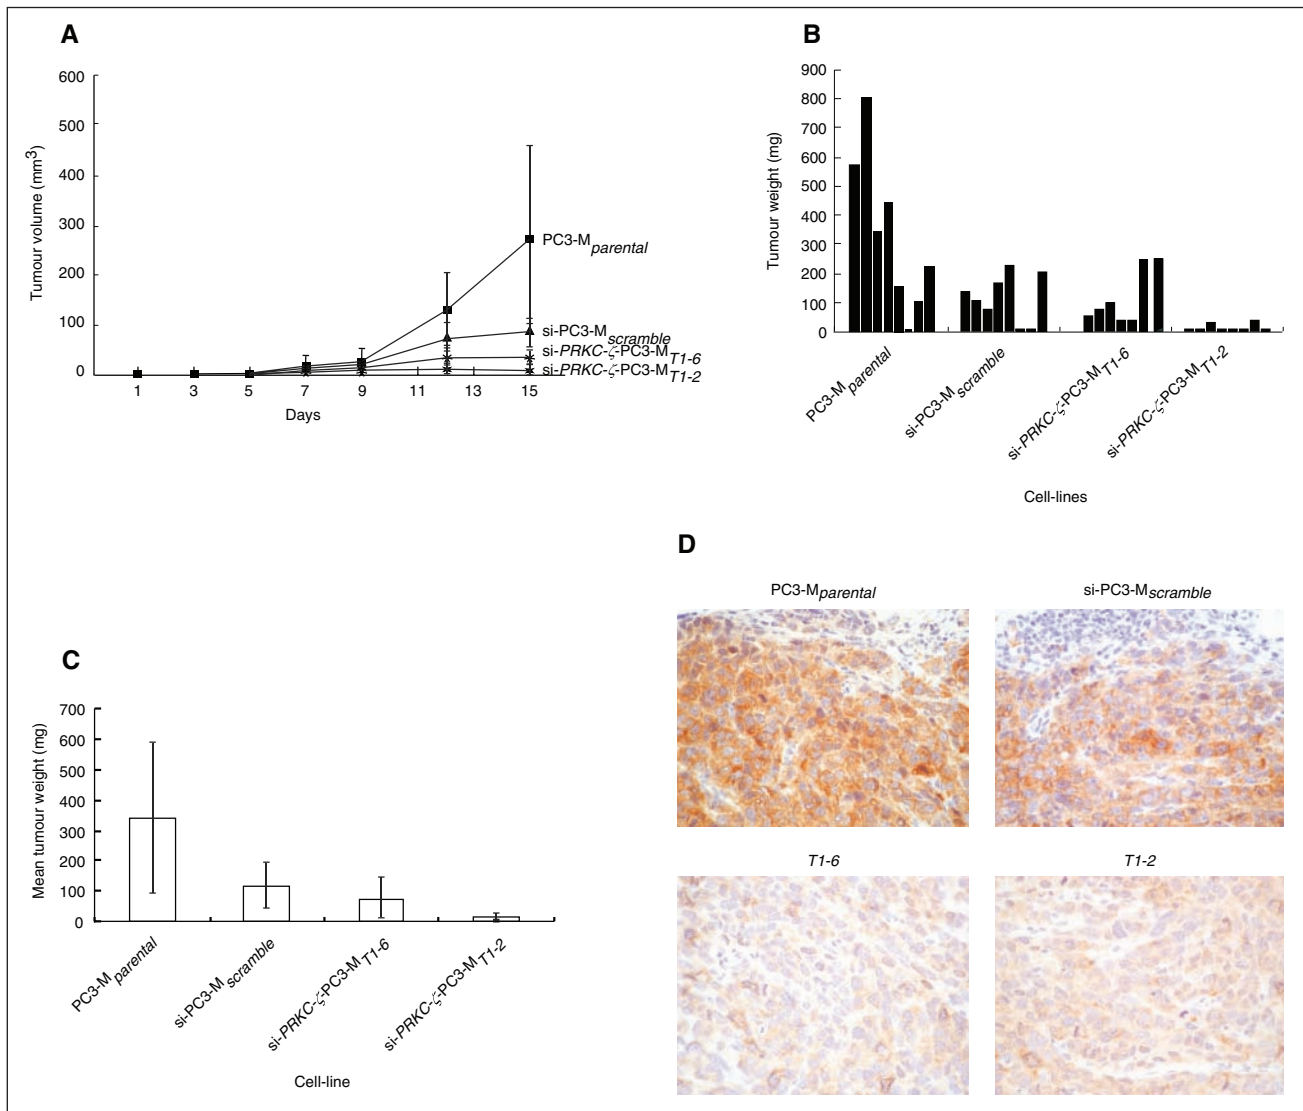 A
600
500
400
300
200
100
0
Tumour volume (mm3)
1 3 5 7 9 11 13 15
Days
PC3-Mparental
si-PC3-Mscramble
si-PRKC-ζ-PC3-MT1-6
si-PRKC-ζ-PC3-MT1-2
B
900
800
700
600
500
400
300
200
100
0
Tumour weight (mg)
PC3-Mparental
si-PC3-Mscramble
si-PRKC-ζ-PC3-MT1-6
si-PRKC-ζ-PC3-MT1-2
Cell-lines
C
700
600
500
400
300
200
100
0
Mean tumour weight (mg)
PC3-Mparental
si-PC3-Mscramble
si-PRKC-ζ-PC3-MT1-6
si-PRKC-ζ-PC3-MT1-2
Cell-line
D
PC3-Mparental
si-PC3-Mscramble
T1-6
T1-2